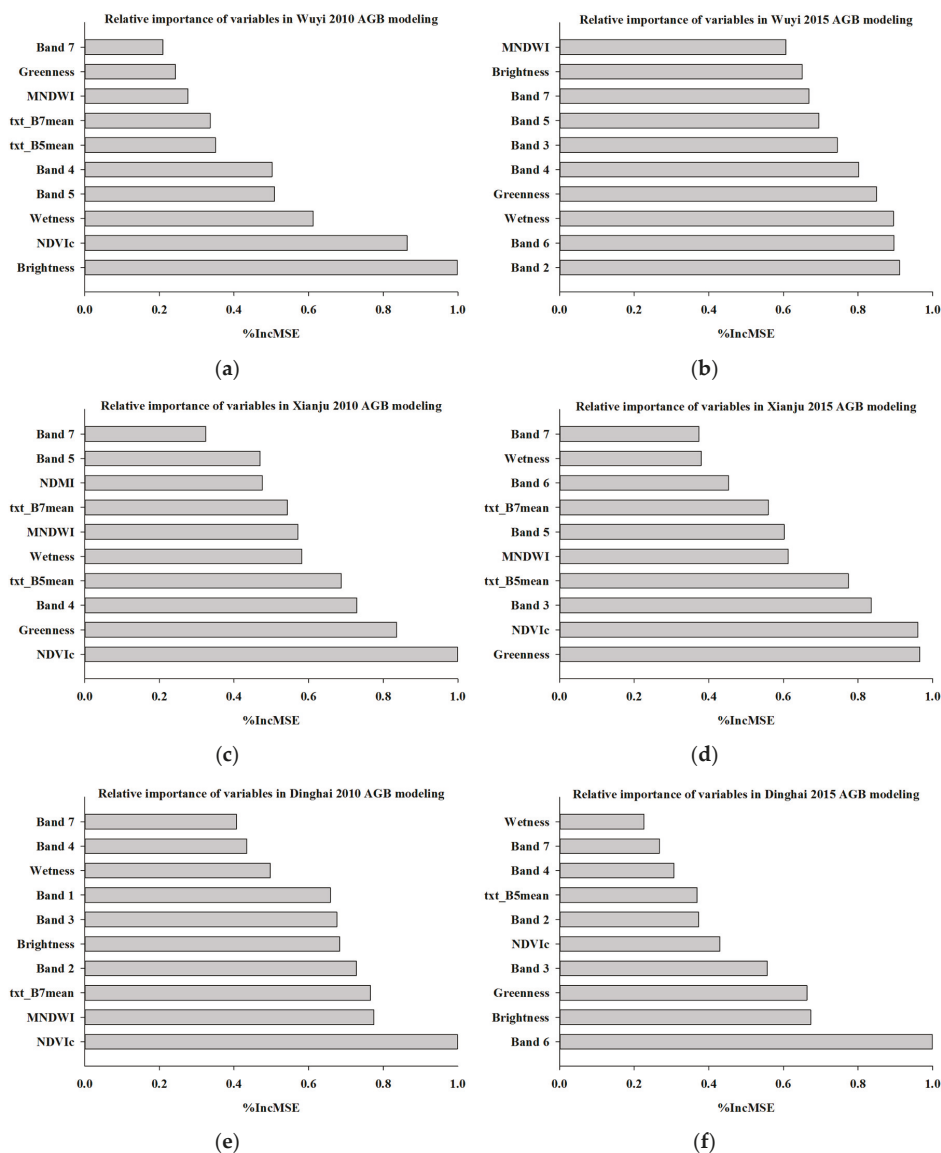 Relative importance of variables in Wuyi 2010 AGB modeling
Band 7
Greenness
MNDWI
txt_B7mean
txt_B5mean
Band 4
Band 5
Wetness
NDVIc
Brightness
0.0 0.2 0.4 0.6 0.8 1.0
%IncMSE
(a)
Relative importance of variables in Wuyi 2015 AGB modeling
MNDWI
Brightness
Band 7
Band 5
Band 3
Band 4
Greenness
Wetness
Band 6
Band 2
0.0 0.2 0.4 0.6 0.8 1.0
%IncMSE
(b)
Relative importance of variables in Xianju 2010 AGB modeling
Band 7
Band 5
NDMI
txt_B7mean
MNDWI
Wetness
txt_B5mean
Band 4
Greenness
NDVIc
0.0 0.2 0.4 0.6 0.8 1.0
%IncMSE
(c)
Relative importance of variables in Xianju 2015 AGB modeling
Band 7
Wetness
Band 6
txt_B7mean
Band 5
MNDWI
txt_B5mean
Band 3
NDVIc
Greenness
0.0 0.2 0.4 0.6 0.8 1.0
%IncMSE
(d)
Relative importance of variables in Dinghai 2010 AGB modeling
Band 7
Band 4
Wetness
Band 1
Band 3
Brightness
Band 2
txt_B7mean
MNDWI
NDVIc
0.0 0.2 0.4 0.6 0.8 1.0
%IncMSE
(e)
Relative importance of variables in Dinghai 2015 AGB modeling
Wetness
Band 7
Band 4
txt_B5mean
Band 2
NDVIc
Band 3
Greenness
Brightness
Band 6
0.0 0.2 0.4 0.6 0.8 1.0
%IncMSE
(f)